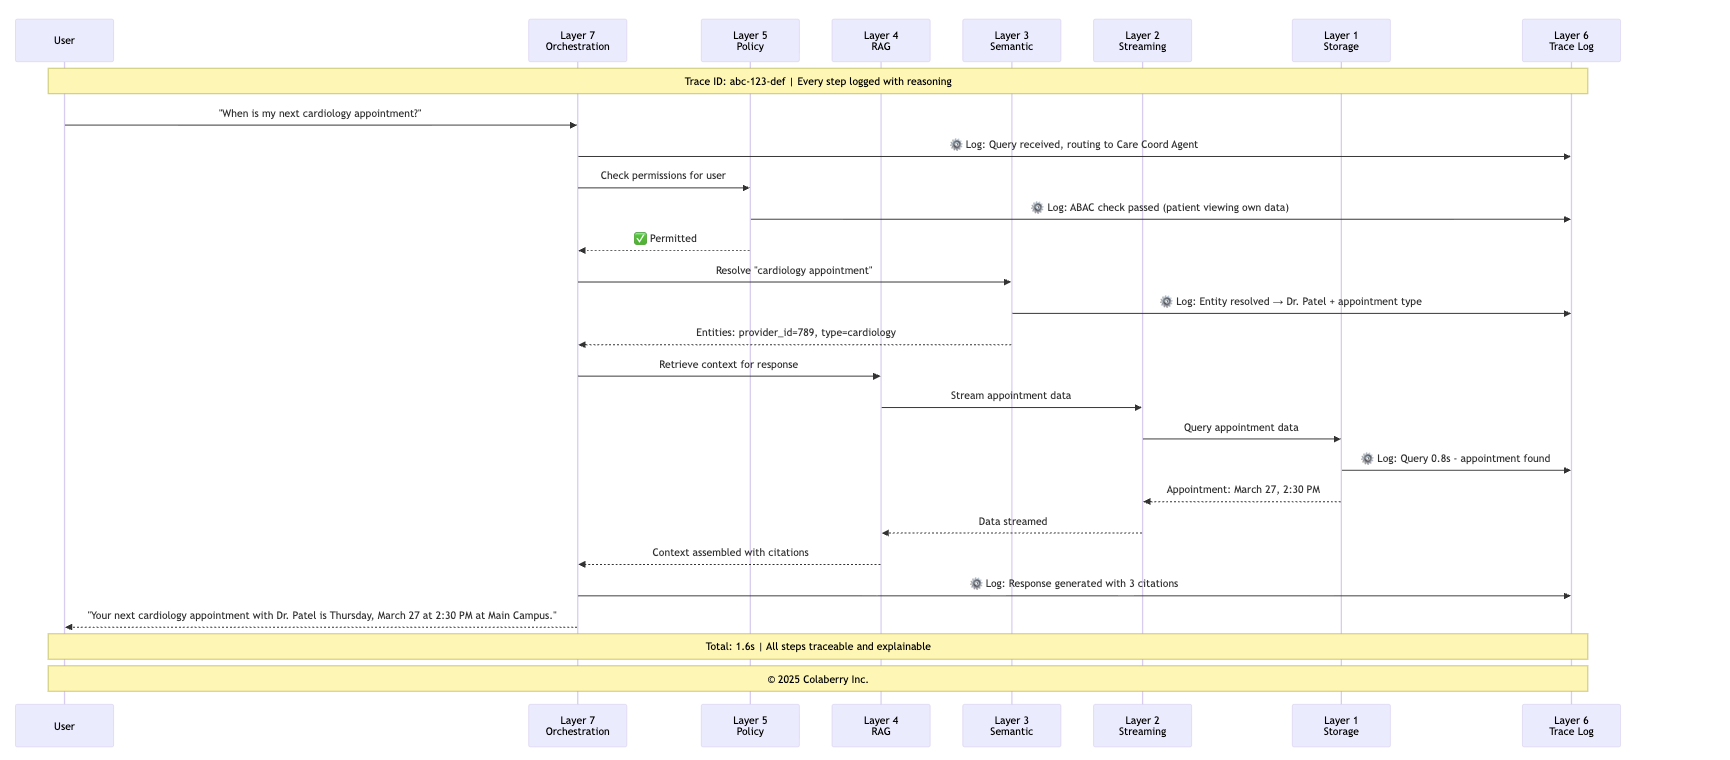 User
Layer 7
Orchestration
Layer 5
Policy
Layer 4
RAG
Layer 3
Semantic
Layer 2
Streaming
Layer 1
Storage
Layer 6
Trace Log
Trace ID: abc-123-def | Every step logged with reasoning
"When is my next cardiology appointment?"
⚙️ Log: Query received, routing to Care Coord Agent
Check permissions for user
⚙️ Log: ABAC check passed (patient viewing own data)
✅ Permitted
Resolve "cardiology appointment"
⚙️ Log: Entity resolved → Dr. Patel + appointment type
Entities: provider_id=789, type=cardiology
Retrieve context for response
Stream appointment data
Query appointment data
⚙️ Log: Query 0.8s - appointment found
Appointment: March 27, 2:30 PM
Data streamed
Context assembled with citations
⚙️ Log: Response generated with 3 citations
"Your next cardiology appointment with Dr. Patel is Thursday, March 27 at 2:30 PM at Main Campus."
Total: 1.6s | All steps traceable and explainable
© 2025 Colaberry Inc.
User
Layer 7
Orchestration
Layer 5
Policy
Layer 4
RAG
Layer 3
Semantic
Layer 2
Streaming
Layer 1
Storage
Layer 6
Trace Log